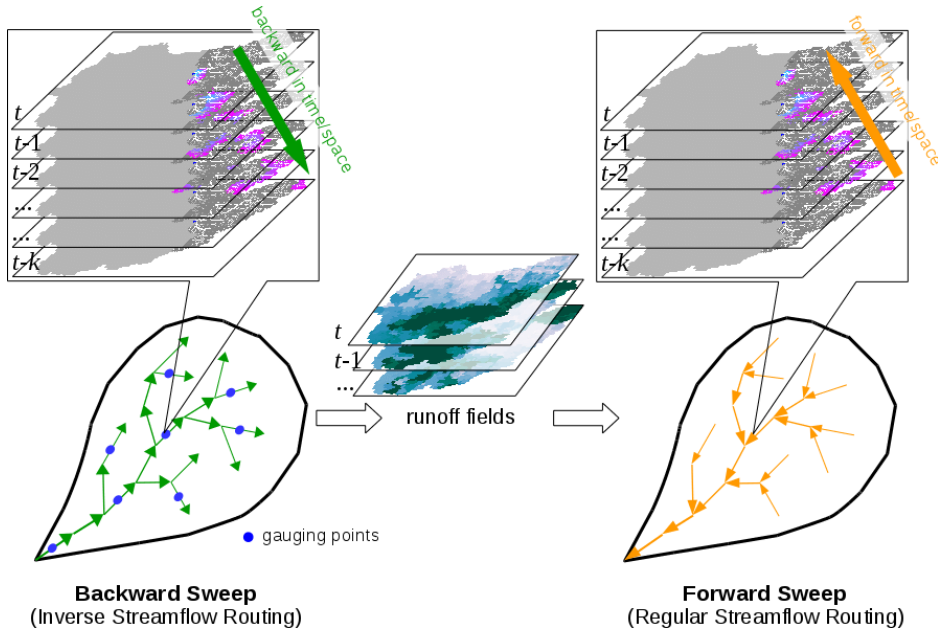 backward in time/space
t
t-1
t-2
...
...
t-k
forward in time/space
t
t-1
t-2
...
...
t-k
t
t-1
...
runoff fields
gauging points
Backward Sweep
(Inverse Streamflow Routing)
Forward Sweep
(Regular Streamflow Routing)